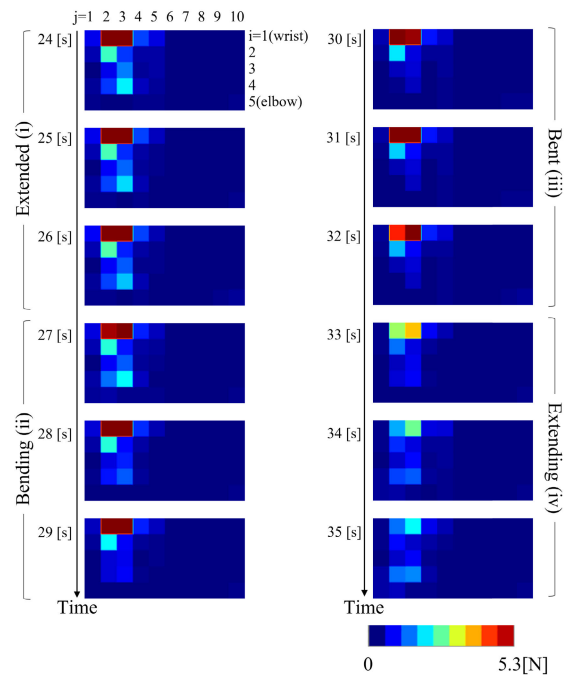 j=1 2 3 4 5 6 7 8 9 10
24 [s]
i=1(wrist)
2
3
4
5(elbow)
25 [s]
26 [s]
27 [s]
28 [s]
29 [s]
Extended (i)
Bending (ii)
Time
30 [s]
31 [s]
32 [s]
33 [s]
34 [s]
35 [s]
Bent (iii)
Extending (iv)
Time
0 5.3[N]